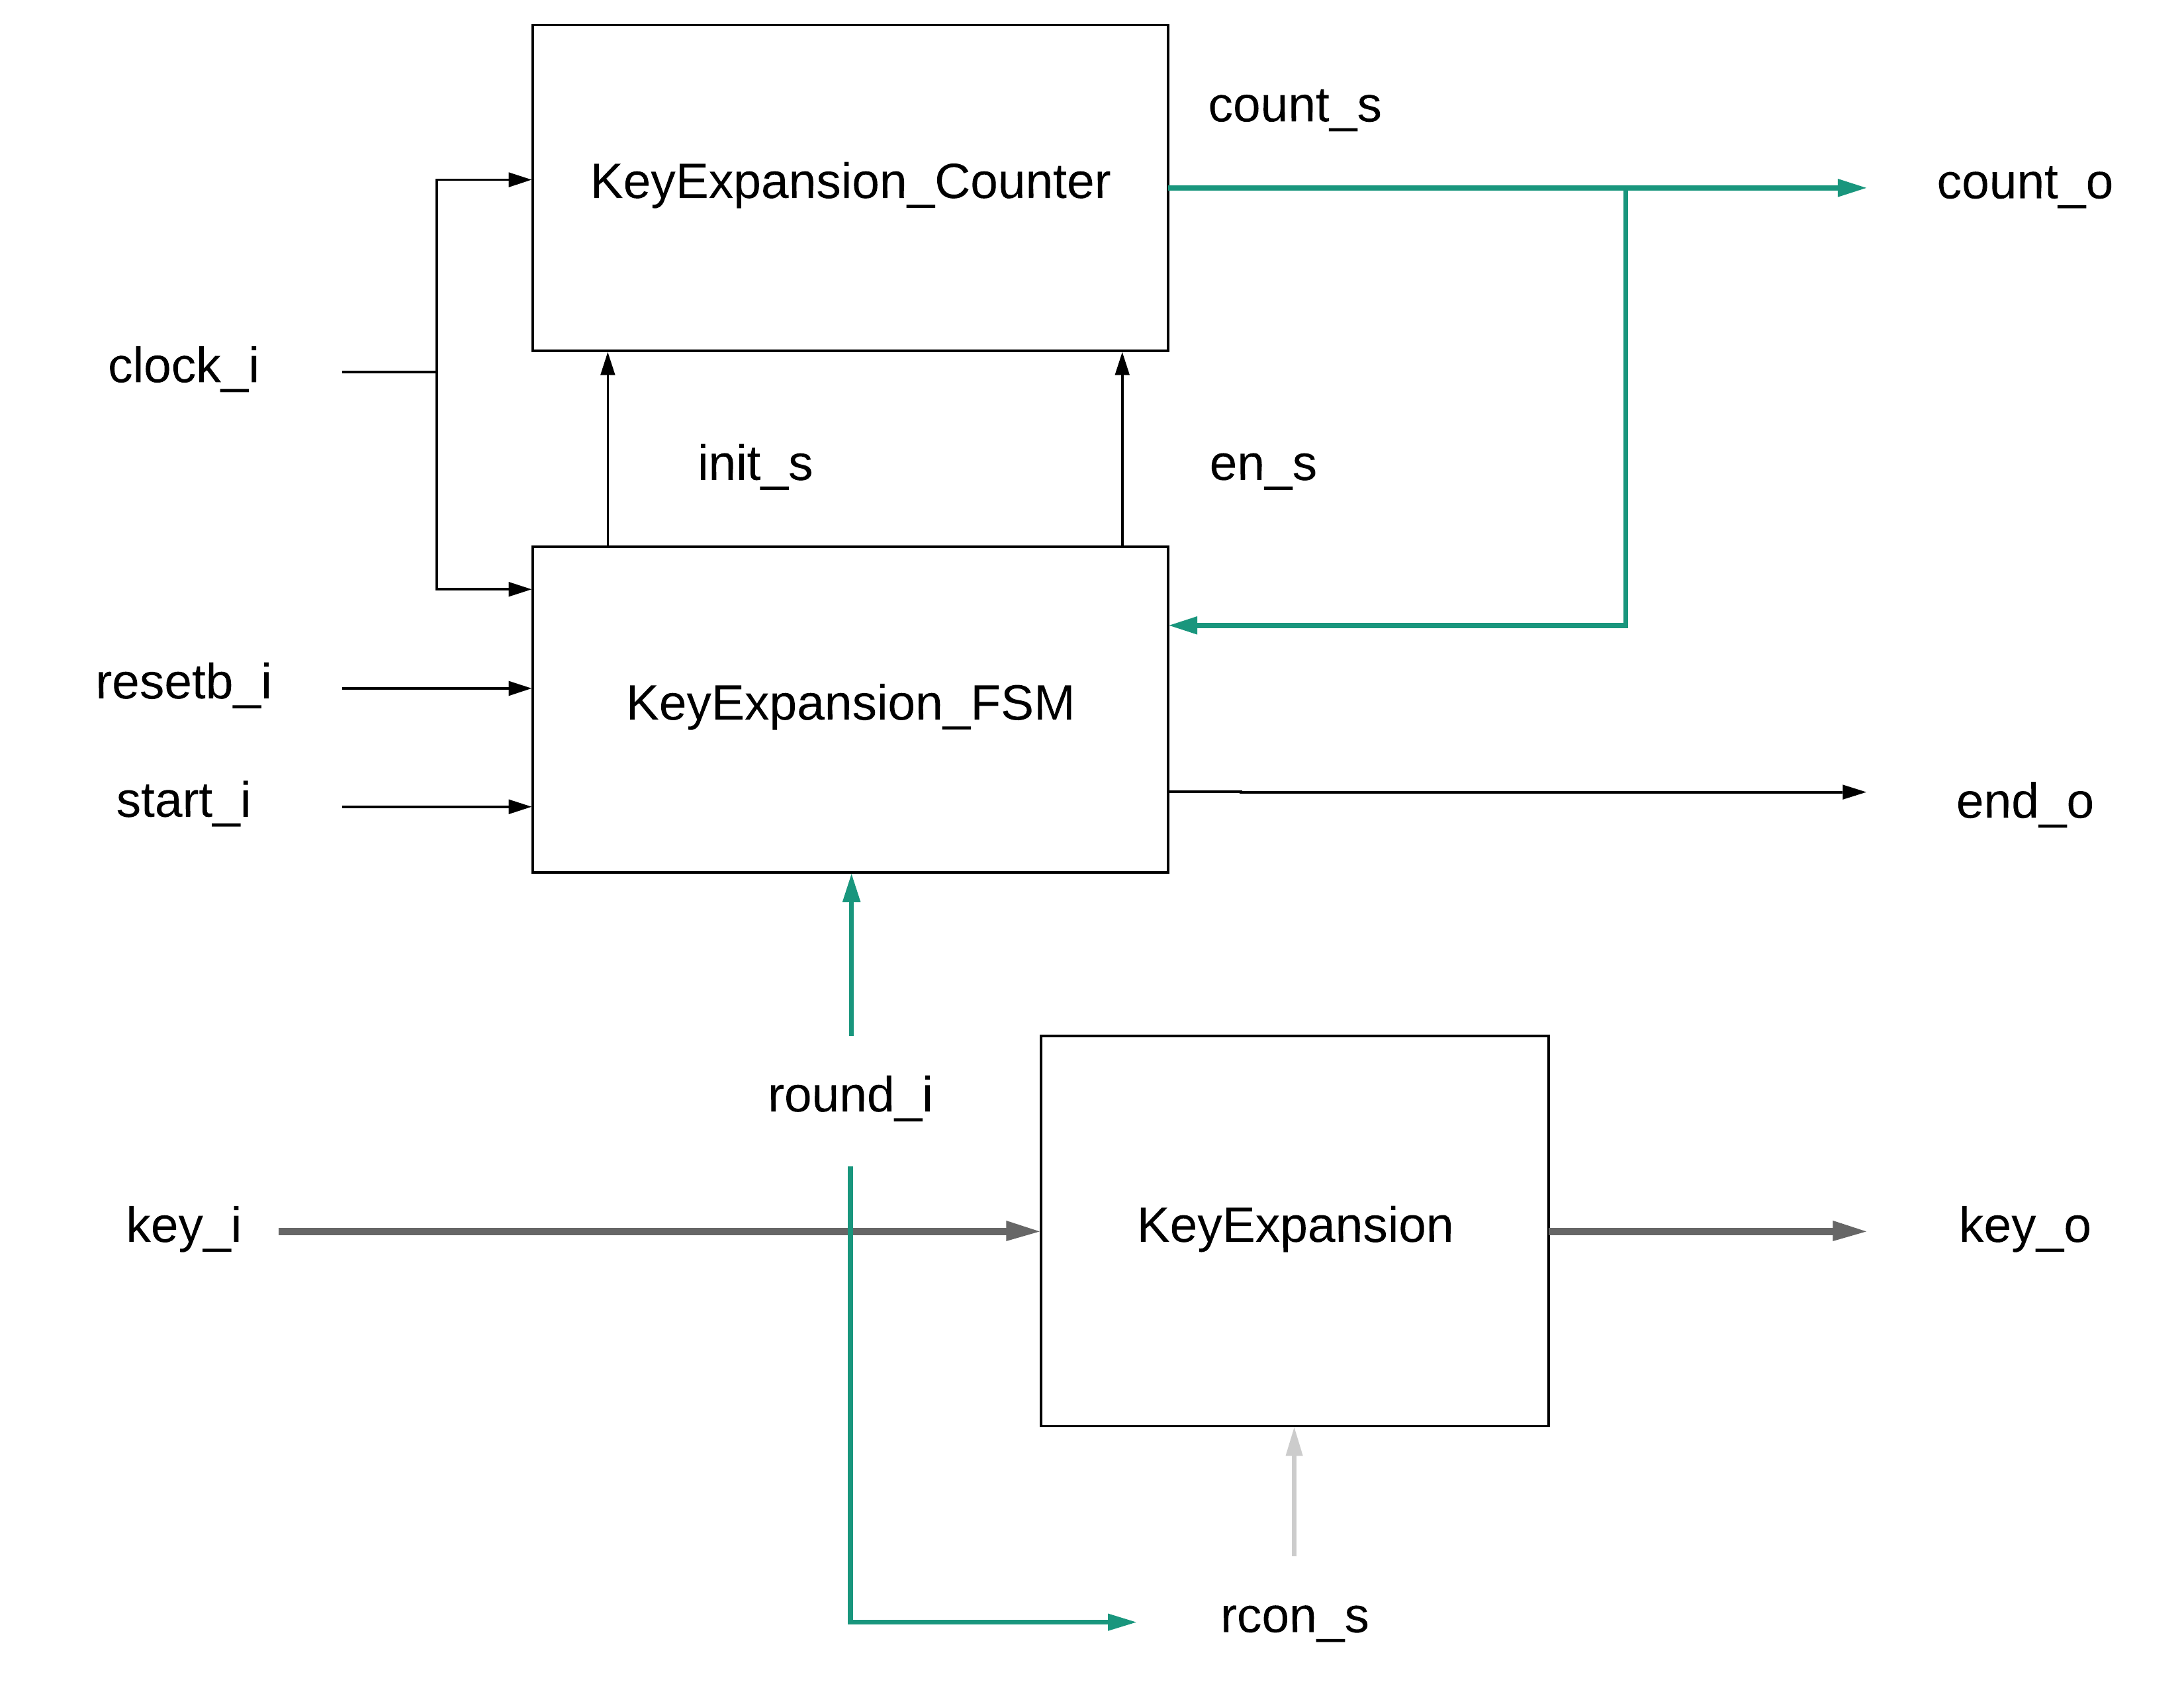 count_s
KeyExpansion_Counter
count_o
clock_i
init_s
en_s
resetb_i
KeyExpansion_FSM
start_i
end_o
round_i
key_i
KeyExpansion
key_o
rcon_s